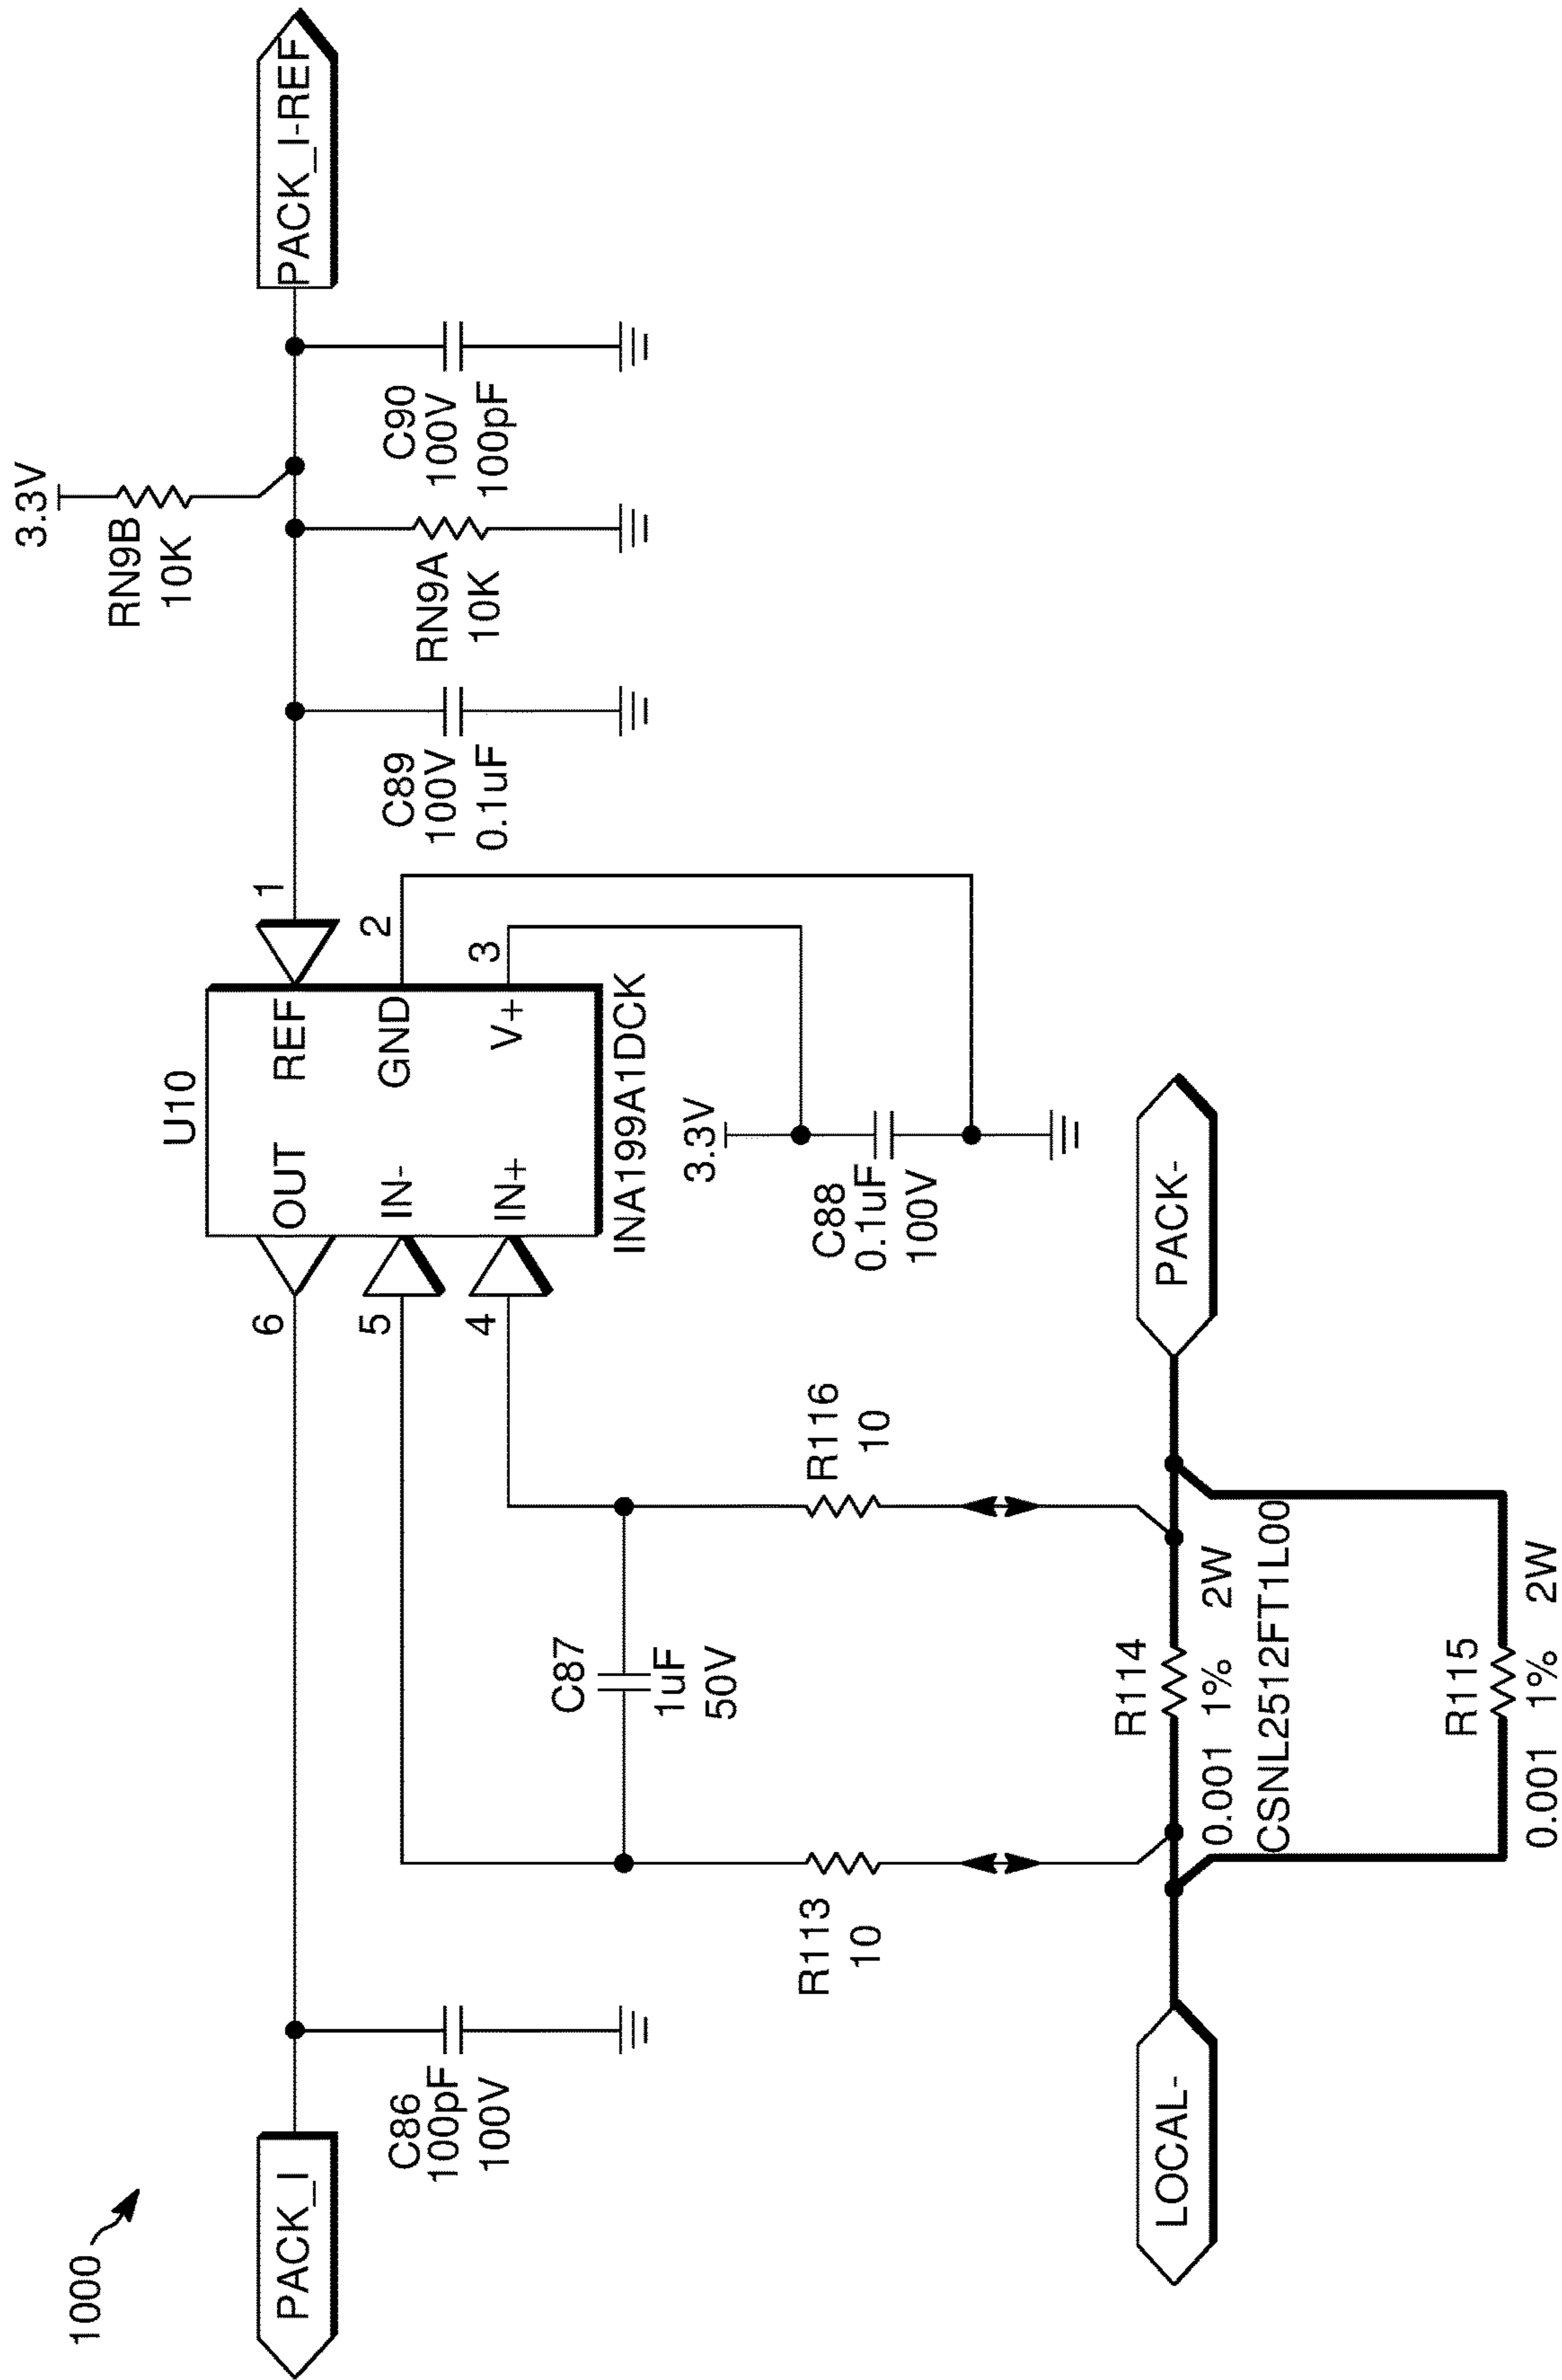 1000
PACK_I
C86
100pF
100V
6
5
4
U10
OUT
REF
IN-
GND
IN+
V+
INA199A1DCK
1
2
3
3.3V
C88
0.1uF
100V
C89
100V
0.1uF
RN9A
10K
3.3V
RN9B
10K
C90
100V
100pF
PACK_I-REF
C87
1uF
50V
R113
10
R116
10
LOCAL-
R114
0.001 1% 2W
CSNL2512FT1L00
PACK-
R115
0.001 1% 2W